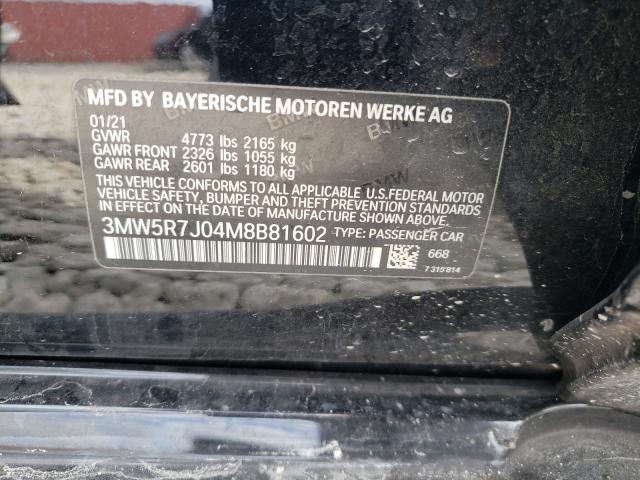 MFD BY BAYERISCHE MOTOREN WERKE AG
01/21
GVWR 4773 lbs 2165 kg
GAWR FRONT 2326 lbs 1055 kg
GAWR REAR 2601 lbs 1180 kg
THIS VEHICLE CONFORMS TO ALL APPLICABLE U.S.FEDERAL MOTOR
VEHICLE SAFETY, BUMPER AND THEFT PREVENTION STANDARDS
IN EFFECT ON THE DATE OF MANUFACTURE SHOWN ABOVE.
3MW5R7J04M8B81602 TYPE: PASSENGER CAR
668
7 315 814